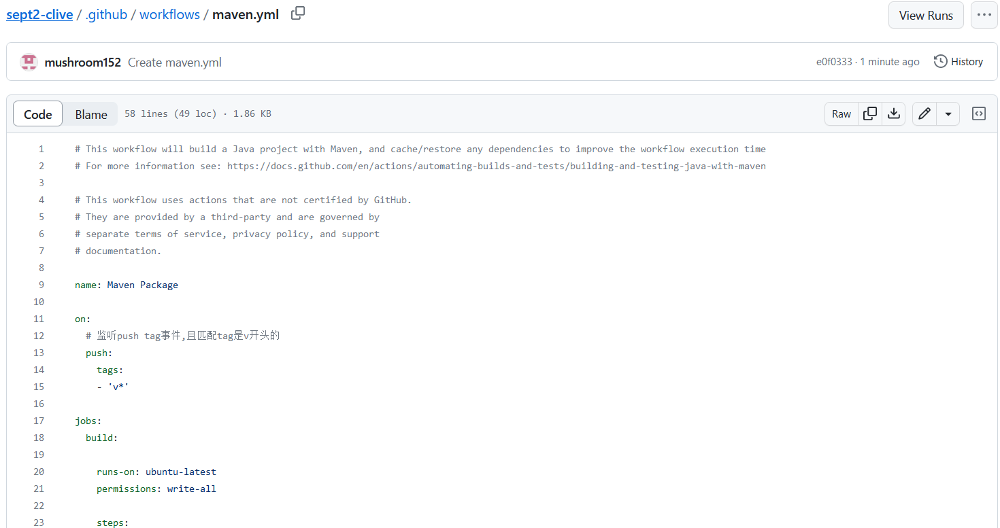 sept2-clive / .github / workflows / maven.yml
View Runs
mushroom152 Create maven.yml
e0f0333 · 1 minute ago
History
Code
Blame
58 lines (49 loc) · 1.86 KB
Raw
1 # This workflow will build a Java project with Maven, and cache/restore any dependencies to improve the workflow execution time
2 # For more information see: https://docs.github.com/en/actions/automating-builds-and-tests/building-and-testing-java-with-maven
3
4 # This workflow uses actions that are not certified by GitHub.
5 # They are provided by a third-party and are governed by
6 # separate terms of service, privacy policy, and support
7 # documentation.
8
9 name: Maven Package
10
11 on:
12 # 监听push tag事件,且匹配tag是v开头的
13 push:
14 tags:
15 - 'v*'
16
17 jobs:
18 build:
19
20 runs-on: ubuntu-latest
21 permissions: write-all
22
23 steps: